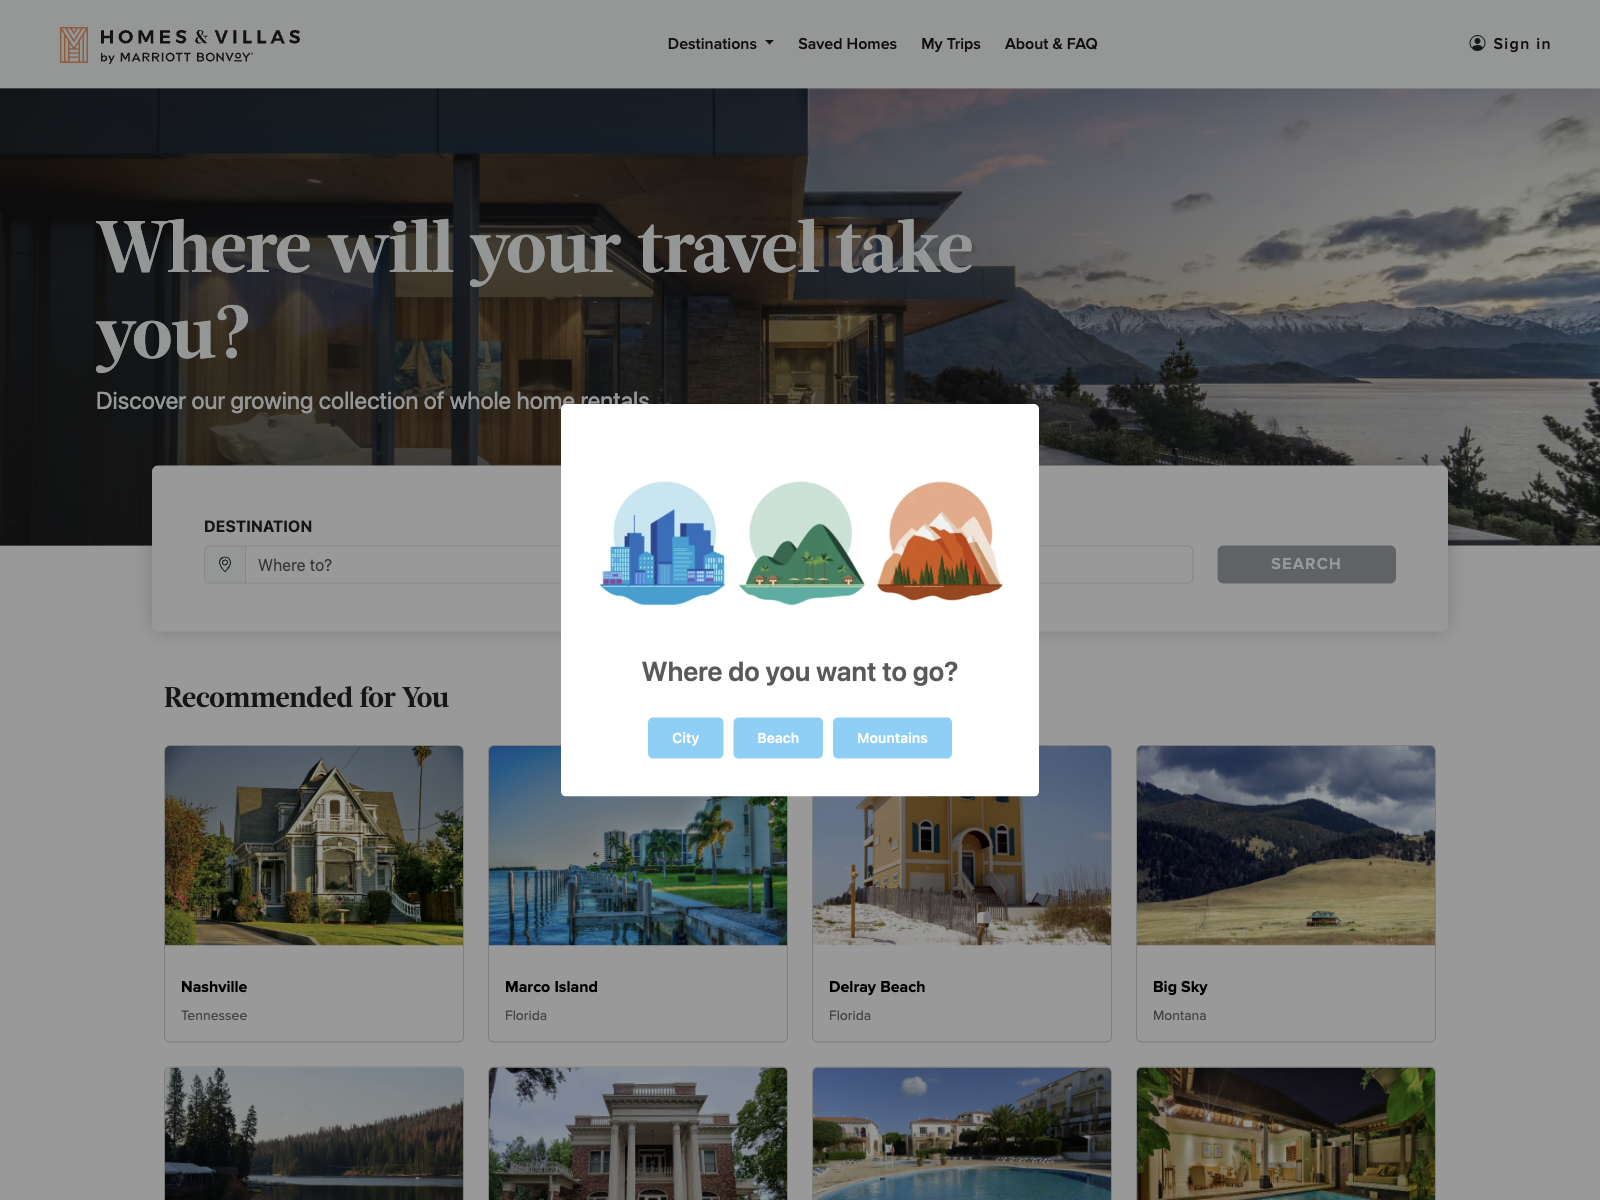 HOMES & VILLAS
by MARRIOTT BONVOY
Destinations
Saved Homes
My Trips
About & FAQ
Sign in
Where will your travel take
you?
Discover our growing collection of whole home rentals
DESTINATION
Where to?
SEARCH
Where do you want to go?
City
Beach
Mountains
Recommended for You
Nashville
Tennessee
Marco Island
Florida
Delray Beach
Florida
Big Sky
Montana